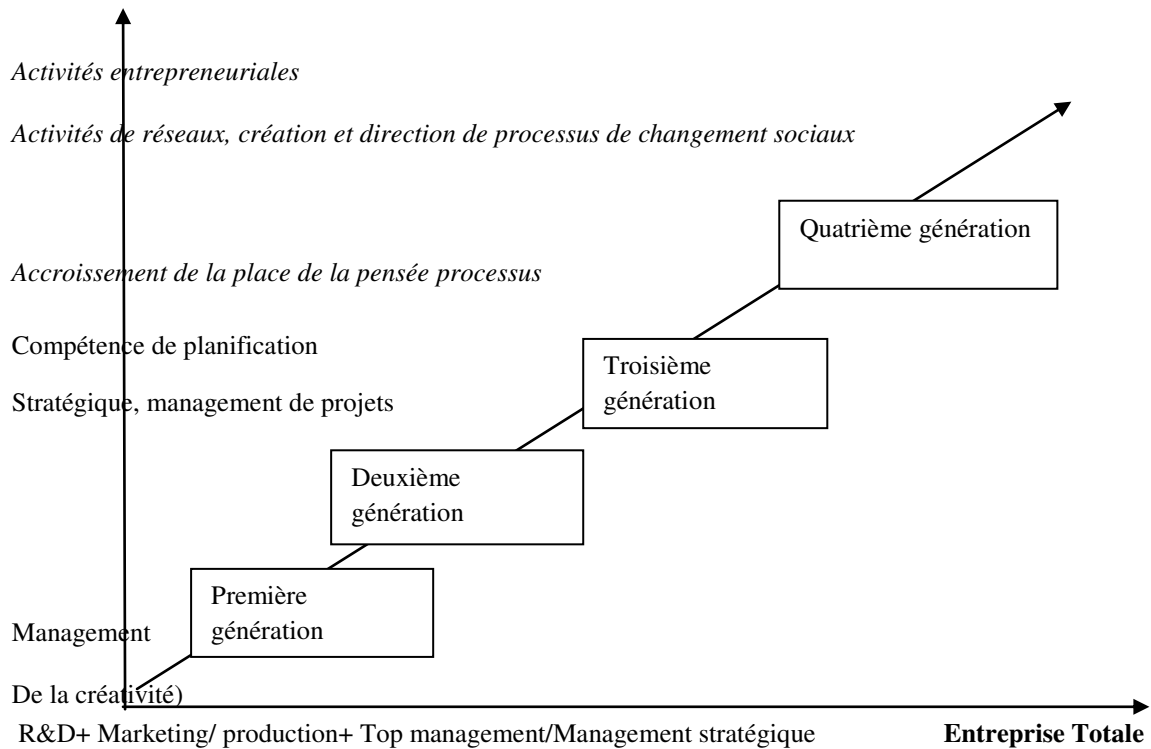 Activités entrepreneuriales
Activités de réseaux, création et direction de processus de changement sociaux
Quatrième génération
Accroissement de la place de la pensée processus
Compétence de planification
Troisième
génération
Stratégique, management de projets
Deuxième
génération
Première
génération
Management
De la créativité)
R&D+ Marketing/ production+ Top management/Management stratégique Entreprise Totale